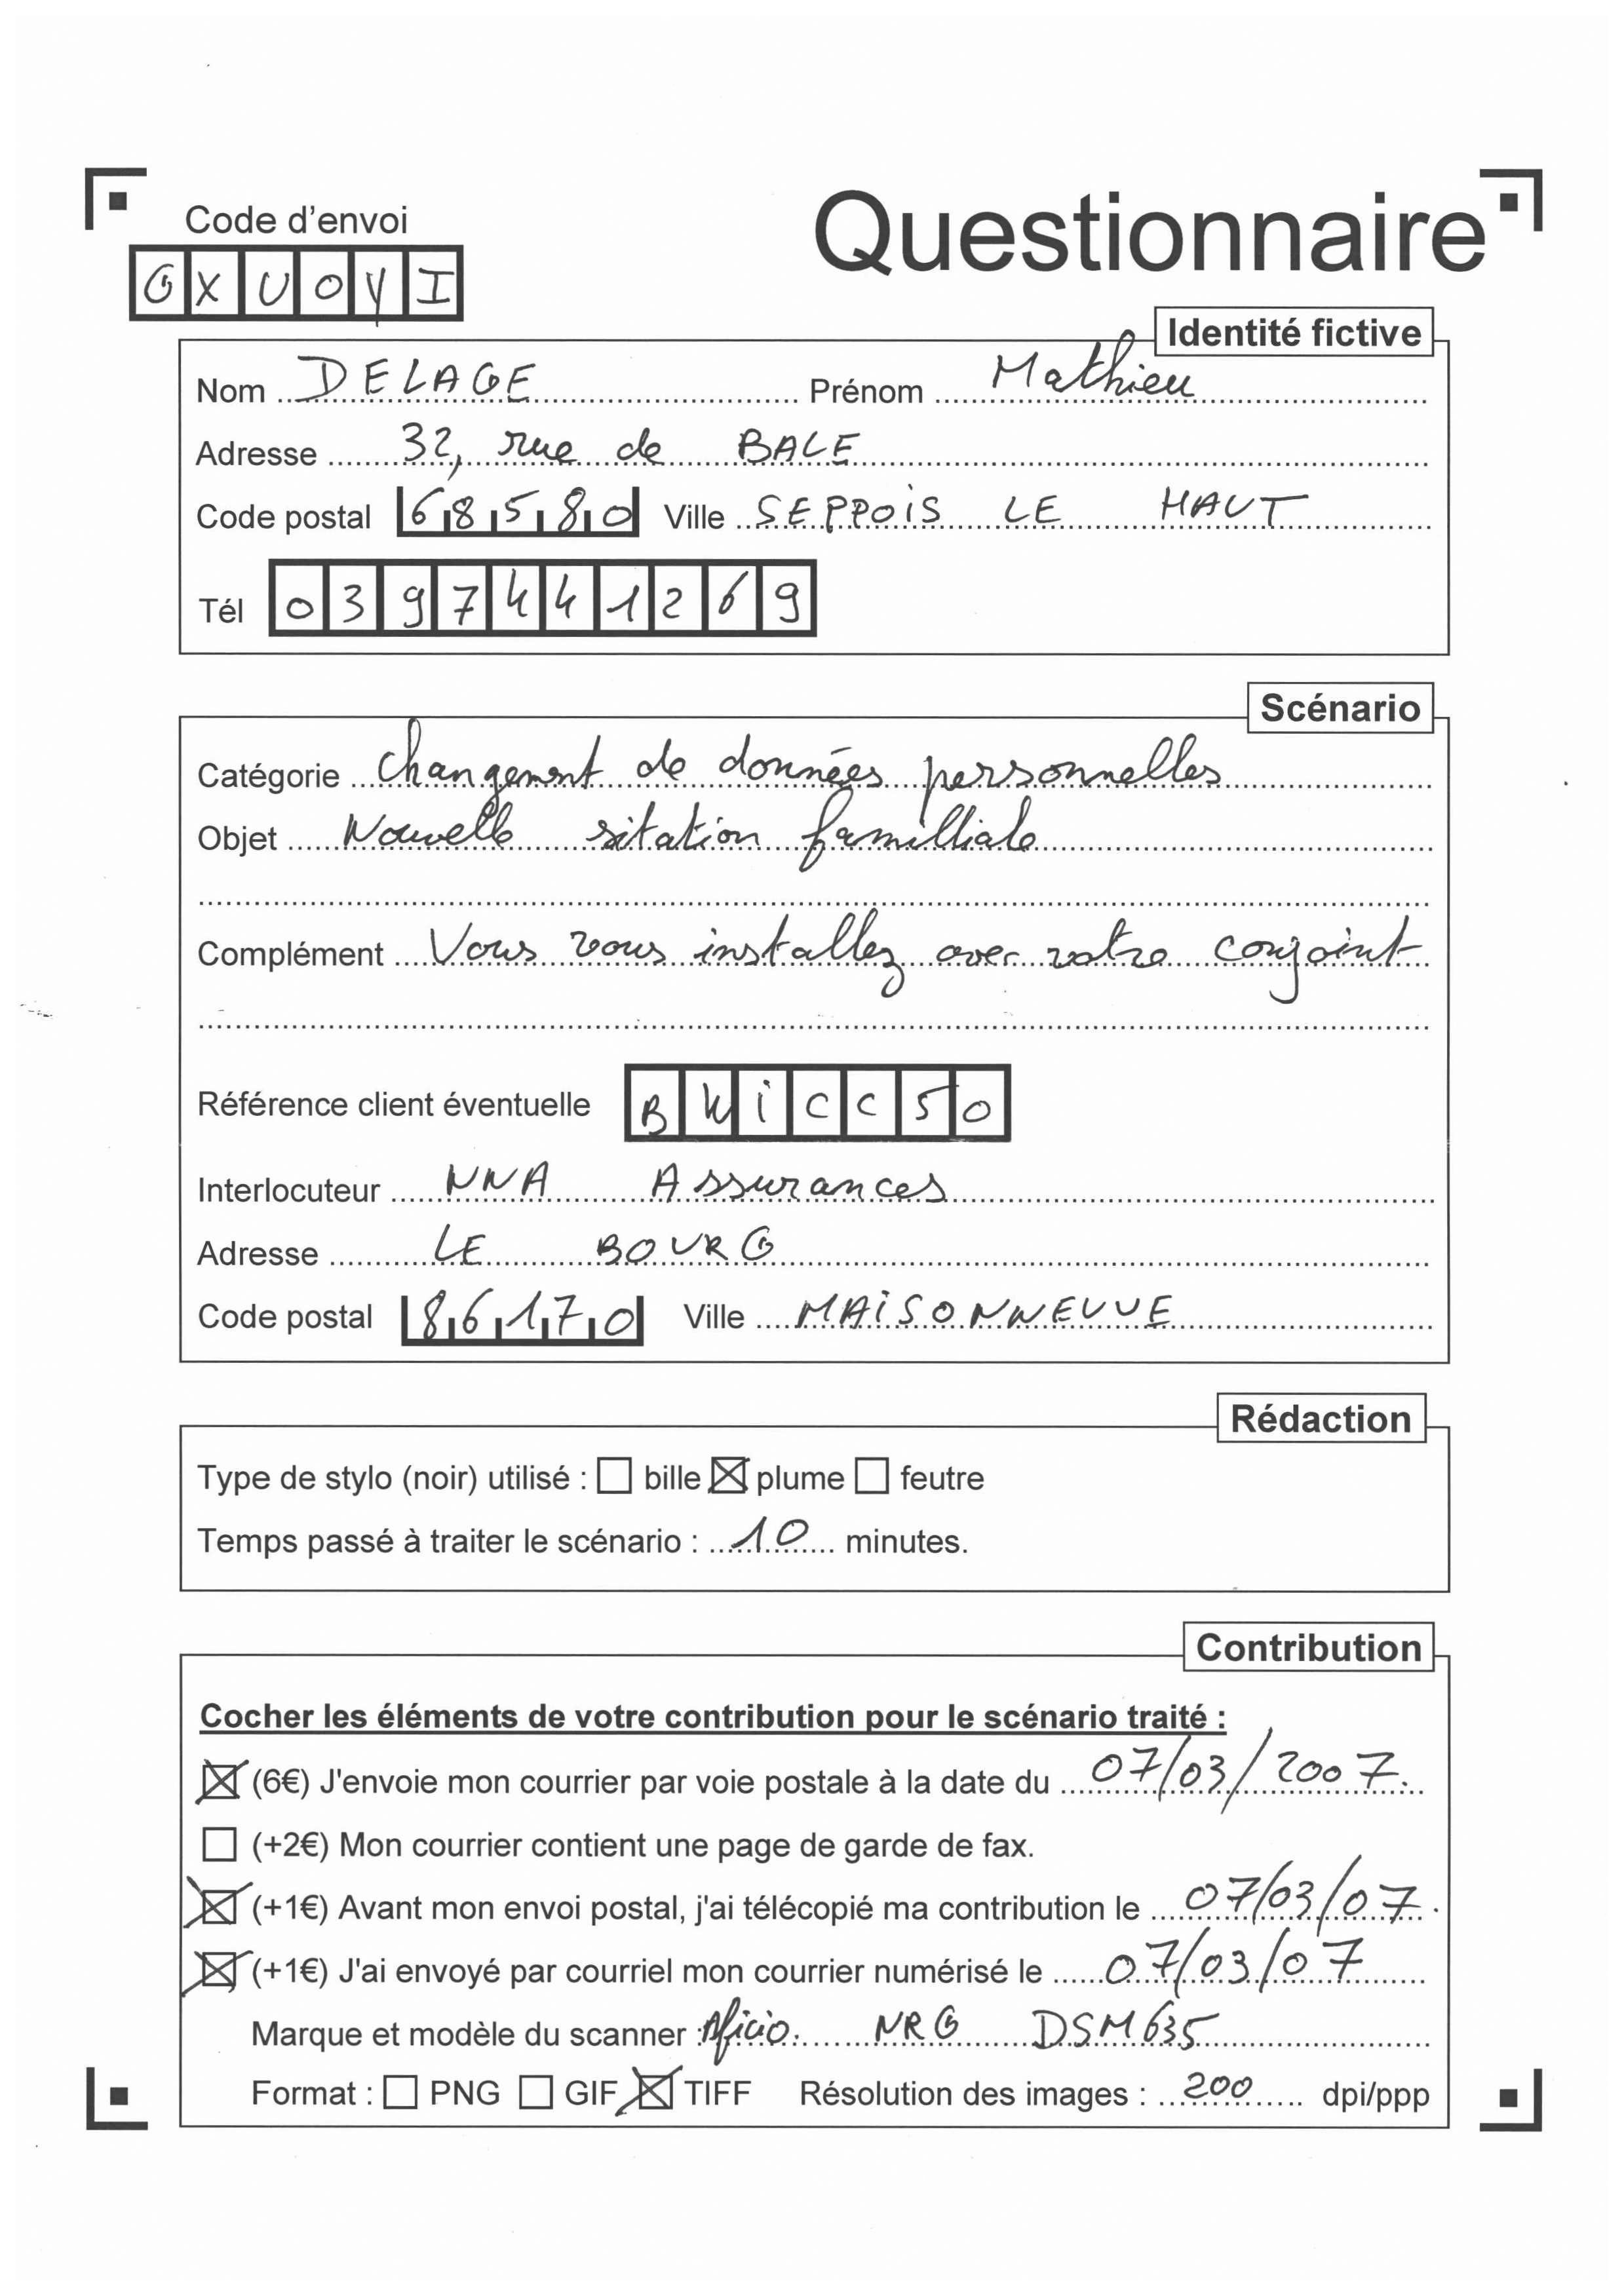 Code d'envoi
Questionnaire
G X U O Y I
Identité fictive
Nom DELAGE Prénom Mathieu
Adresse 32, rue de BALE
Code postal 68580 Ville SEPPOIS LE HAUT
Tél 0397441269
Scénario
Catégorie changement de données personnelles
Objet Nouvelle sitation familliale
Complément Vous vous installez avec votre conjoint
Référence client éventuelle B W i C C 5 0
Interlocuteur NNA Assurances
Adresse LE BOURG
Code postal 86170 Ville MAISONNEUVE
Rédaction
Type de stylo (noir) utilisé : ☐ bille ☒ plume ☐ feutre
Temps passé à traiter le scénario : 10 minutes.
Contribution
Cocher les éléments de votre contribution pour le scénario traité :
☒ (6€) J'envoie mon courrier par voie postale à la date du 07/03/2007.
☐ (+2€) Mon courrier contient une page de garde de fax.
☒ (+1€) Avant mon envoi postal, j'ai télécopié ma contribution le 07/03/07.
☒ (+1€) J'ai envoyé par courriel mon courrier numérisé le 07/03/07
Marque et modèle du scanner : Aficio. NRG DSM635
Format : ☐ PNG ☐ GIF ☒ TIFF Résolution des images : 200 dpi/ppp